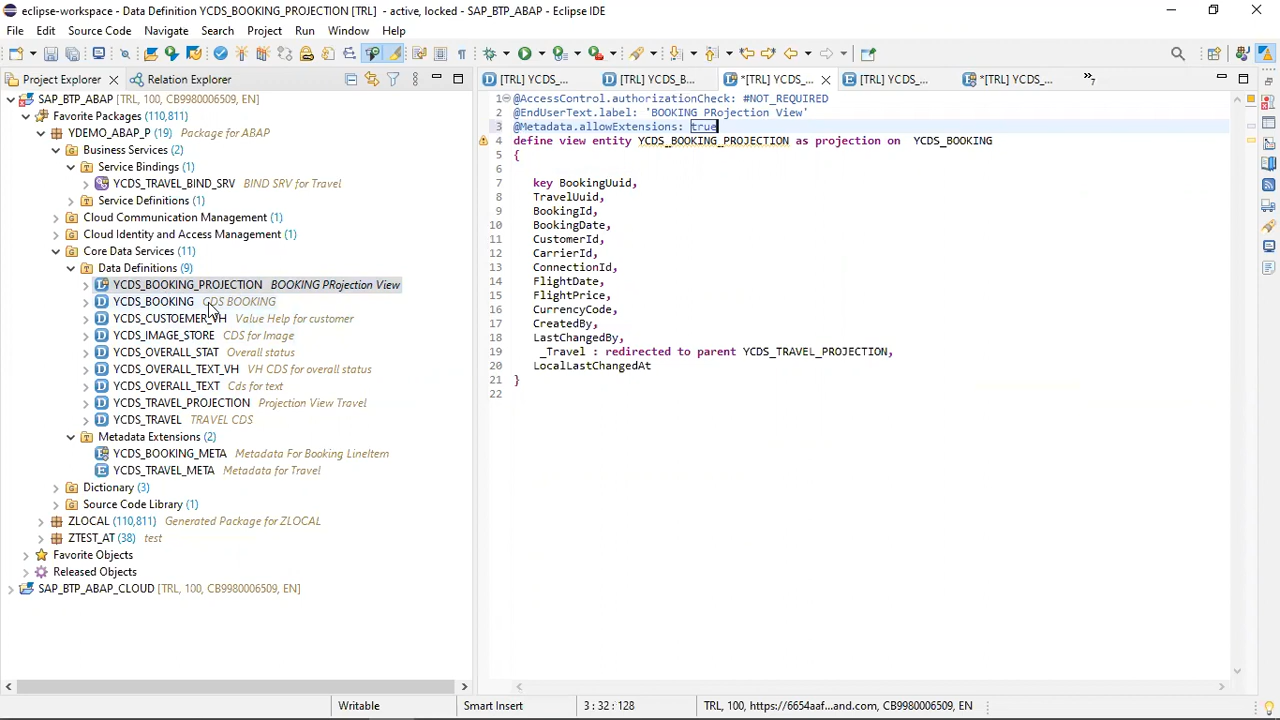 eclipse-workspace - Data Definition YCDS_BOOKING_PROJECTION [TRL] - active, locked - SAP_BTP_ABAP - Eclipse IDE
File Edit Source Code Navigate Search Project Run Window Help
Project Explorer Relation Explorer
[TRL] YCDS_... [TRL] YCDS_B... *[TRL] YCDS_... [TRL] YCDS_... *[TRL] YCDS_... »7
SAP_BTP_ABAP [TRL, 100, CB9980006509, EN]
Favorite Packages (110,811)
YDEMO_ABAP_P (19) Package for ABAP
Business Services (2)
Service Bindings (1)
YCDS_TRAVEL_BIND_SRV BIND SRV for Travel
Service Definitions (1)
Cloud Communication Management (1)
Cloud Identity and Access Management (1)
Core Data Services (11)
Data Definitions (9)
YCDS_BOOKING_PROJECTION BOOKING PRojection View
YCDS_BOOKING CDS BOOKING
YCDS_CUSTOEMER_VH Value Help for customer
YCDS_IMAGE_STORE CDS for Image
YCDS_OVERALL_STAT Overall status
YCDS_OVERALL_TEXT_VH VH CDS for overall status
YCDS_OVERALL_TEXT Cds for text
YCDS_TRAVEL_PROJECTION Projection View Travel
YCDS_TRAVEL TRAVEL CDS
Metadata Extensions (2)
YCDS_BOOKING_META Metadata For Booking LineItem
YCDS_TRAVEL_META Metadata for Travel
Dictionary (3)
Source Code Library (1)
ZLOCAL (110,811) Generated Package for ZLOCAL
ZTEST_AT (38) test
Favorite Objects
Released Objects
SAP_BTP_ABAP_CLOUD [TRL, 100, CB9980006509, EN]
1 @AccessControl.authorizationCheck: #NOT_REQUIRED
2 @EndUserText.label: 'BOOKING PRojection View'
3 @Metadata.allowExtensions: true
4 define view entity YCDS_BOOKING_PROJECTION as projection on YCDS_BOOKING
5 {
6
7 key BookingUuid,
8 TravelUuid,
9 BookingId,
10 BookingDate,
11 CustomerId,
12 CarrierId,
13 ConnectionId,
14 FlightDate,
15 FlightPrice,
16 CurrencyCode,
17 CreatedBy,
18 LastChangedBy,
19 _Travel : redirected to parent YCDS_TRAVEL_PROJECTION,
20 LocalLastChangedAt
21 }
22
Writable Smart Insert 3 : 32 : 128 TRL, 100, https://6654aaf...and.com, CB9980006509, EN